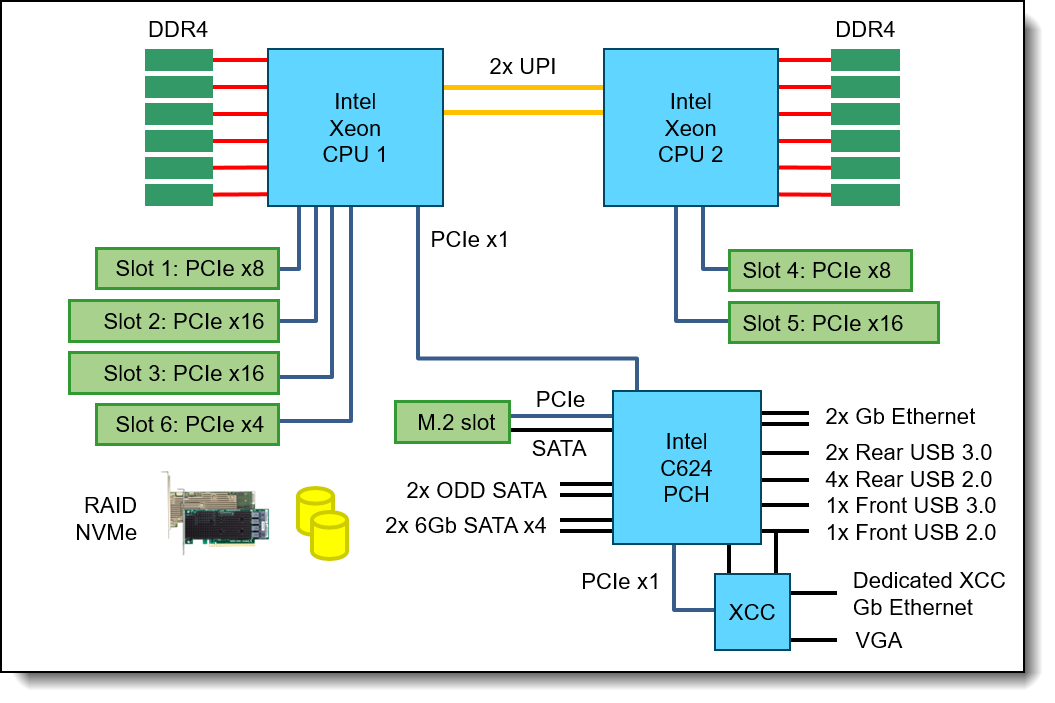 DDR4
DDR4
2x UPI
Intel
Xeon
CPU 1
Intel
Xeon
CPU 2
PCIe x1
Slot 1: PCIe x8
Slot 2: PCIe x16
Slot 3: PCIe x16
Slot 6: PCIe x4
Slot 4: PCIe x8
Slot 5: PCIe x16
PCIe
M.2 slot
SATA
Intel
C624
PCH
2x ODD SATA
2x 6Gb SATA x4
2x Gb Ethernet
2x Rear USB 3.0
4x Rear USB 2.0
1x Front USB 3.0
1x Front USB 2.0
RAID
NVMe
PCIe x1
XCC
Dedicated XCC
Gb Ethernet
VGA